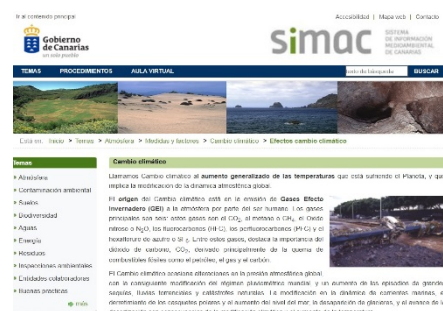 Ir al contenido principal
Accesibilidad | Mapa web | Contacto
Gobierno
de Canarias
un solo pueblo
simac
SISTEMA
DE INFORMACIÓN
MEDIOAMBIENTAL
DE CANARIAS
TEMAS PROCEDIMIENTOS AULA VIRTUAL
texto de búsqueda BUSCAR
Está en: Inicio > Temas > Atmósfera > Medidas y factores > Cambio climático > Efectos cambio climático
Temas
Atmósfera
Contaminación ambiental
Suelos
Biodiversidad
Aguas
Energía
Residuos
Inspecciones ambientales
Entidades colaboradoras
Buenas prácticas
más
Cambio climático
Llamamos Cambio climático al aumento generalizado de las temperaturas que está sufriendo el Planeta, y que
implica la modificación de la dinámica atmosférica global.
El origen del Cambio climático está en la emisión de Gases Efecto
Invernadero (GEI) a la atmósfera por parte del ser humano. Los gases
principales son seis: estos gases son el CO2, el metano o CH4, el Óxido
nitroso o N2O, los fluorocarbonos (HFC), los perfluorocarbonos (PFC) y el
hexafluoruro de azufre o SF6. Entre estos gases, destaca la importancia del
dióxido de carbono, CO2, derivado principalmente de la quema de
combustibles fósiles como el petróleo, el gas y el carbón.
El Cambio climático ocasiona alteraciones en la presión atmosférica global,
con la consiguiente modificación del régimen pluviométrico mundial y un aumento de los episodios de grandes
sequías, lluvias torrenciales y catástrofes naturales. La modificación en la dinámica de corrientes marinas, el
derretimiento de los casquetes polares y el aumento del nivel del mar, la desaparición de glaciares, y el avance de la